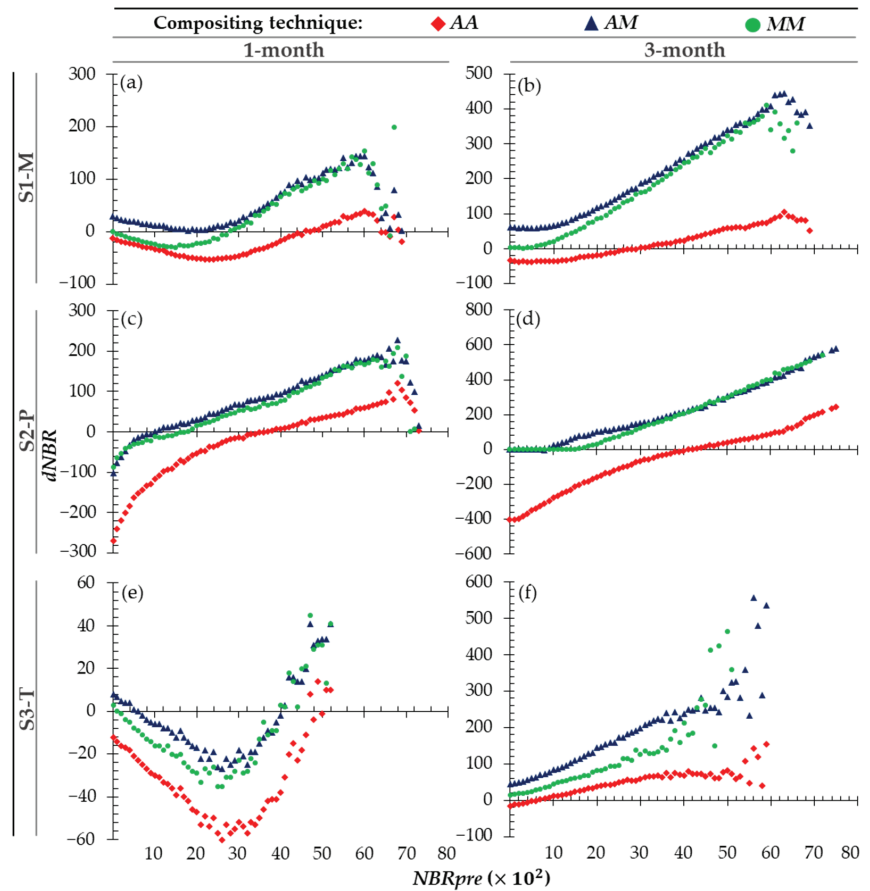 Compositing technique: AA AM MM
1-month 3-month
S1-M
(a)
300
200
100
0
−100
(b)
500
400
300
200
100
0
−100
S2-P
dNBR
(c)
300
200
100
0
−100
−200
−300
(d)
800
600
400
200
0
−200
−400
−600
S3-T
(e)
60
40
20
0
−20
−40
−60
10 20 30 40 50 60 70 80
(f)
600
500
400
300
200
100
0
−100
10 20 30 40 50 60 70 80
NBRpre (× 10²)